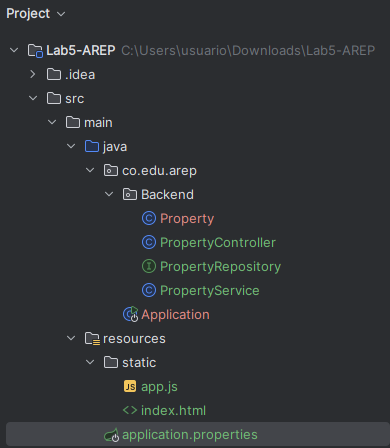 Project
Lab5-AREP C:\Users\usuario\Downloads\Lab5-AREP
.idea
src
main
java
co.edu.arep
Backend
C Property
C PropertyController
I PropertyRepository
C PropertyService
Application
resources
static
JS app.js
<> index.html
application.properties